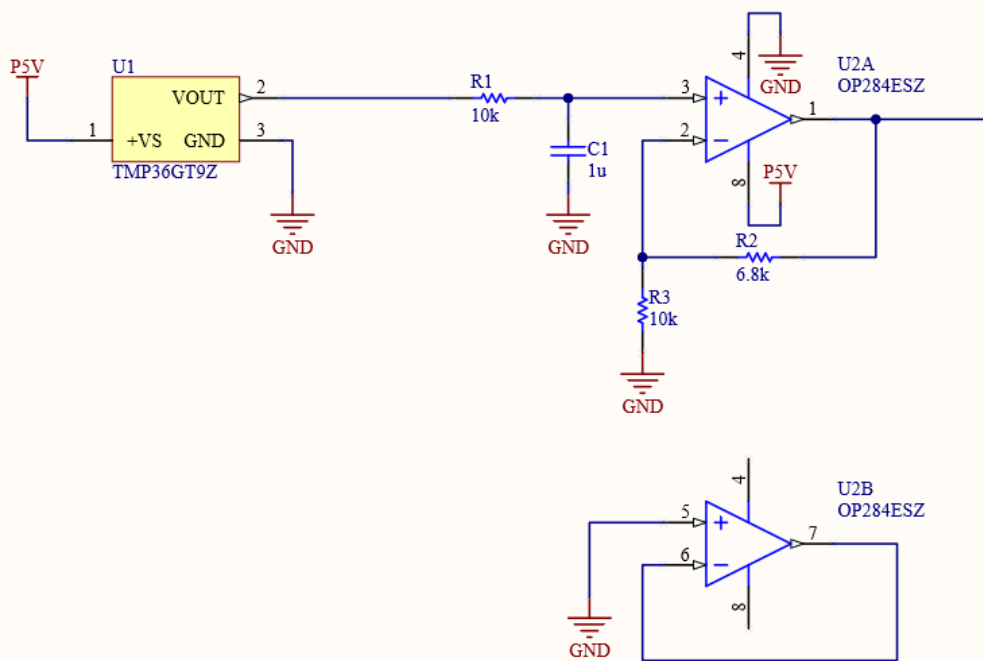 P5V
U1
VOUT
2
1
+VS
GND
3
TMP36GT9Z
GND
R1
10k
C1
1u
GND
3
2
+
−
4
GND
U2A
OP284ESZ
1
8
P5V
R2
6.8k
R3
10k
GND
4
U2B
OP284ESZ
5
6
+
−
7
8
GND